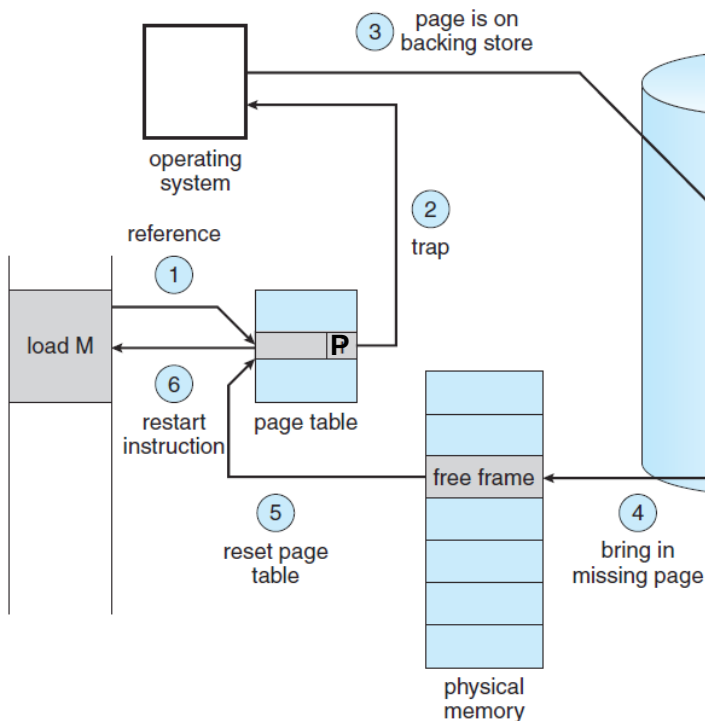 3
page is on
backing store
operating
system
2
trap
reference
1
load M
P
6
restart
instruction
page table
free frame
5
reset page
table
4
bring in
missing page
physical
memory